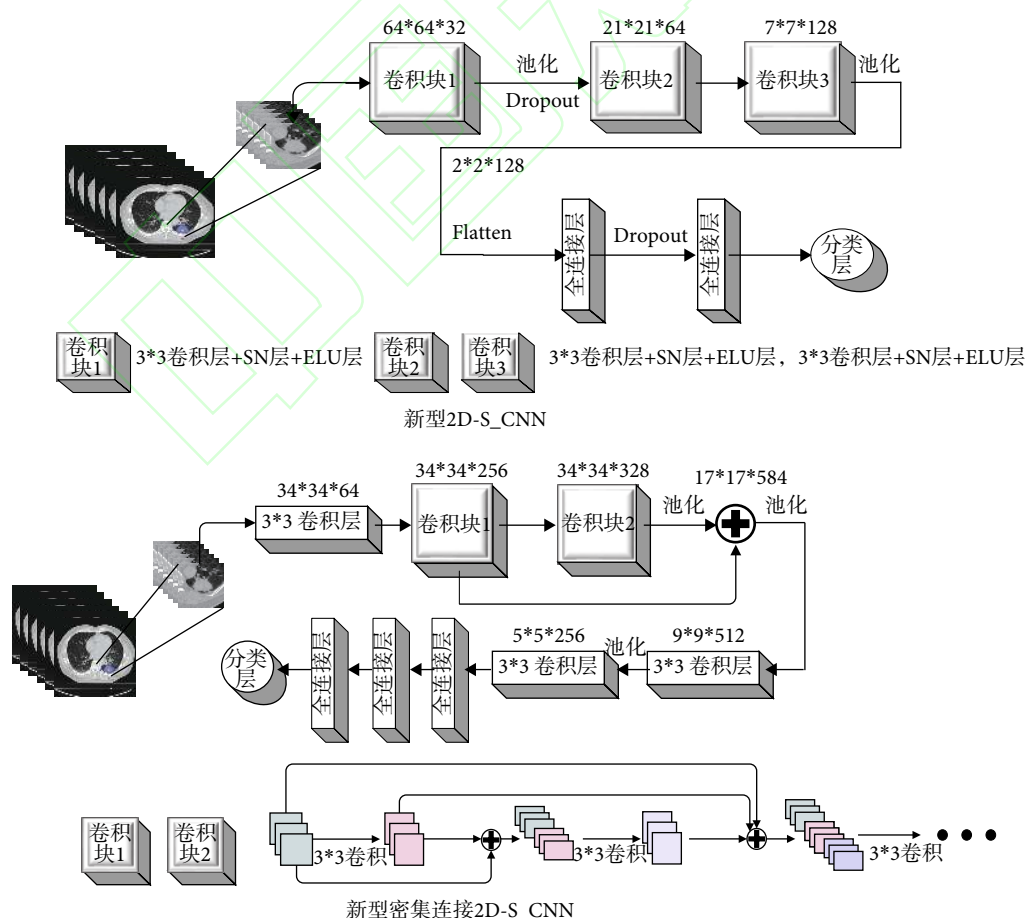 64*64*32
21*21*64
7*7*128
卷积块1
池化
Dropout
卷积块2
卷积块3
池化
2*2*128
Flatten
全连接层
Dropout
全连接层
分类
层
卷积
块1
3*3卷积层+SN层+ELU层
卷积
块2
卷积
块3
3*3卷积层+SN层+ELU层，3*3卷积层+SN层+ELU层
新型2D-S_CNN
34*34*64
3*3 卷积层
34*34*256
卷积块1
34*34*328
卷积块2
池化
17*17*584
池化
9*9*512
3*3 卷积层
池化
5*5*256
3*3 卷积层
全连接层
全连接层
全连接层
分类
层
卷积
块1
卷积
块2
3*3卷积
3*3卷积
3*3卷积
新型密集连接2D-S_CNN